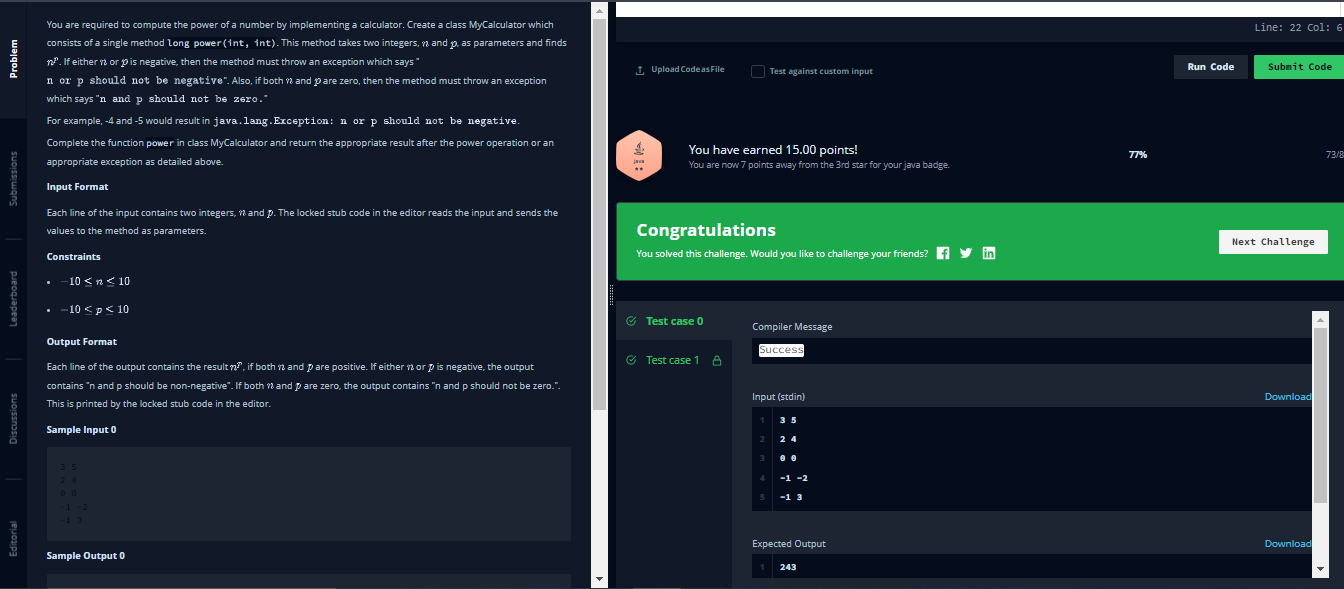 Problem
Submissions
Leaderboard
Discussions
Editorial
You are required to compute the power of a number by implementing a calculator. Create a class MyCalculator which
consists of a single method long power(int, int). This method takes two integers, n and p, as parameters and finds
nᵖ. If either n or p is negative, then the method must throw an exception which says "
n or p should not be negative". Also, if both n and p are zero, then the method must throw an exception
which says "n and p should not be zero."
For example, -4 and -5 would result in java.lang.Exception: n or p should not be negative.
Complete the function power in class MyCalculator and return the appropriate result after the power operation or an
appropriate exception as detailed above.
Input Format
Each line of the input contains two integers, n and p. The locked stub code in the editor reads the input and sends the
values to the method as parameters.
Constraints
• −10 ≤ n ≤ 10
• −10 ≤ p ≤ 10
Output Format
Each line of the output contains the result nᵖ, if both n and p are positive. If either n or p is negative, the output
contains "n and p should be non-negative". If both n and p are zero, the output contains "n and p should not be zero.".
This is printed by the locked stub code in the editor.
Sample Input 0
3 5
2 4
0 0
-1 -2
-1 3
Sample Output 0
Line: 22 Col: 6
Upload Code as File
Test against custom input
Run Code
Submit Code
java
You have earned 15.00 points!
You are now 7 points away from the 3rd star for your java badge.
77%
73/8
Congratulations
You solved this challenge. Would you like to challenge your friends?
Next Challenge
Test case 0
Test case 1
Compiler Message
Success
Input (stdin)
Download
1 3 5
2 2 4
3 0 0
4 -1 -2
5 -1 3
Expected Output
Download
1 243